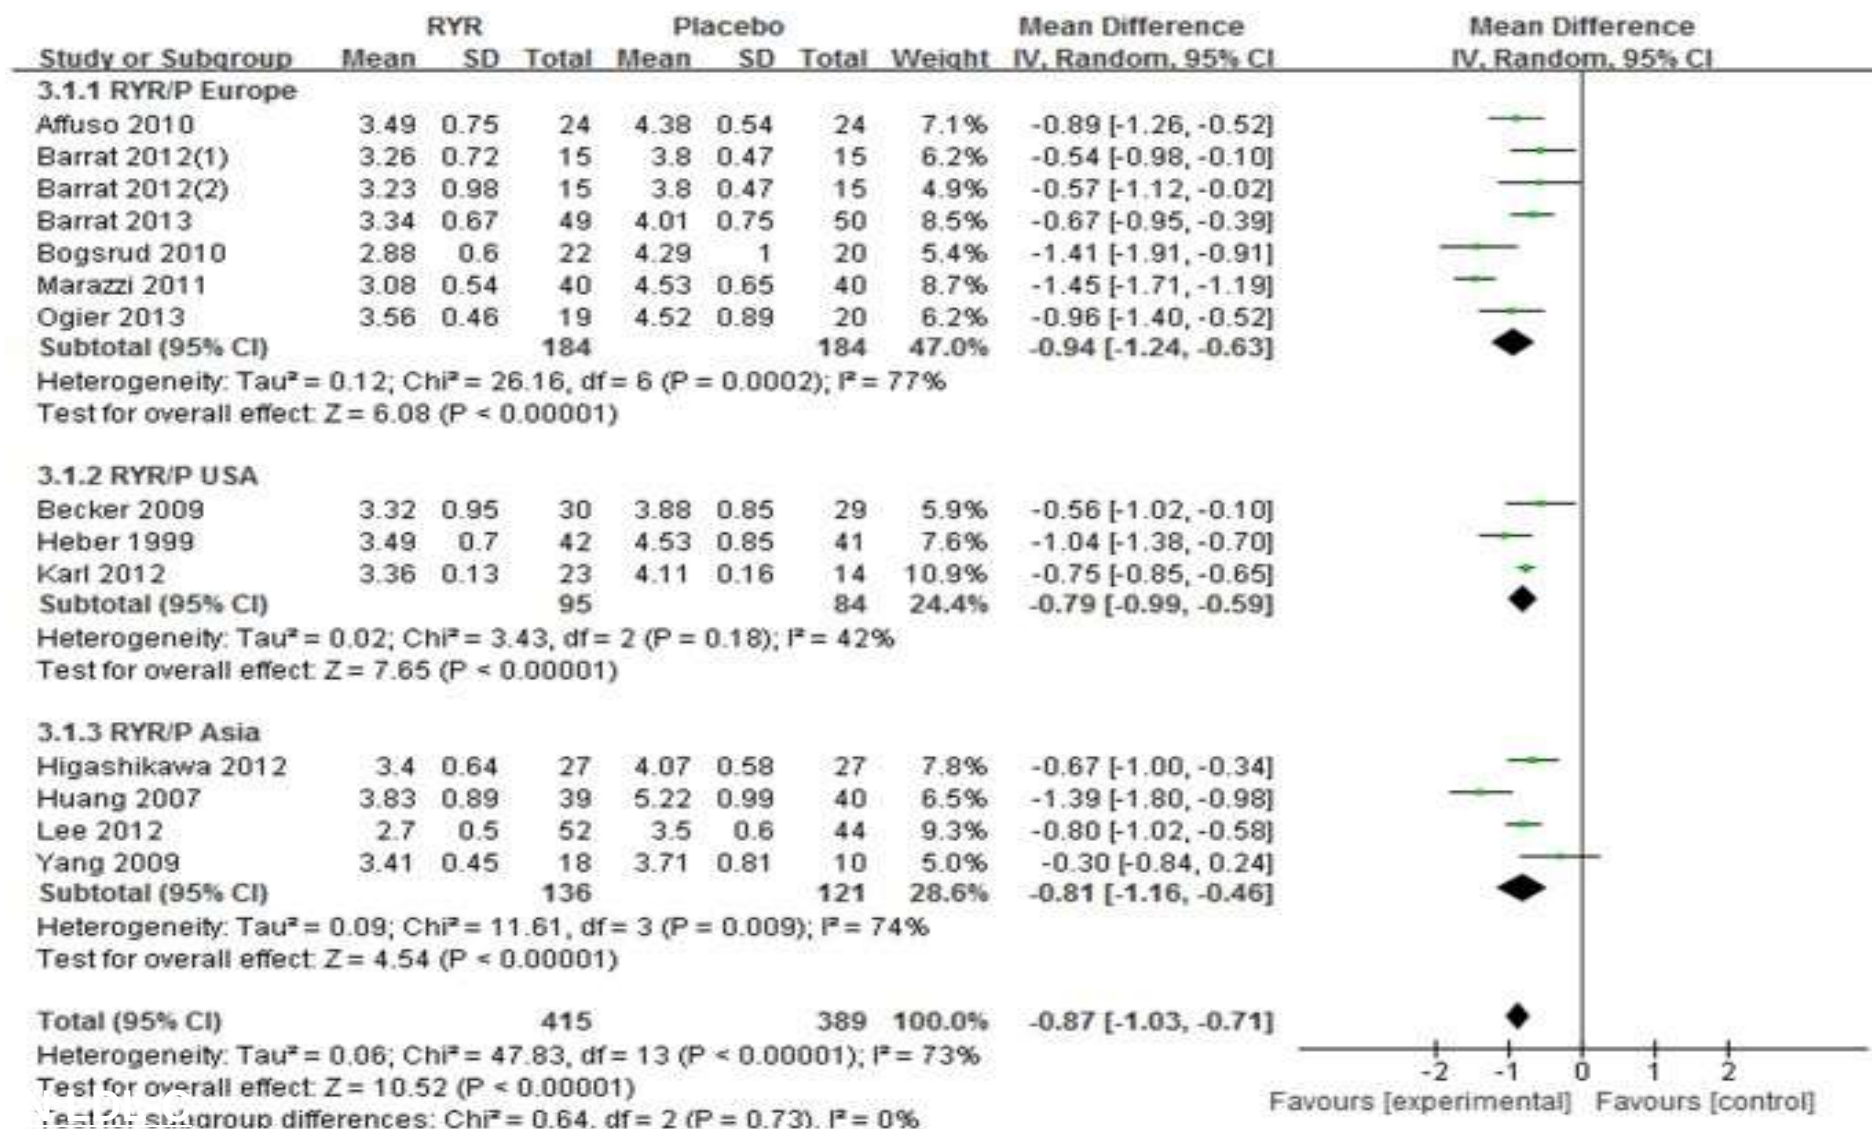 RYR Placebo Mean Difference Mean Difference
Study or Subgroup Mean SD Total Mean SD Total Weight IV, Random, 95% CI IV, Random, 95% CI
3.1.1 RYR/P Europe
Affuso 2010 3.49 0.75 24 4.38 0.54 24 7.1% -0.89 [-1.26, -0.52]
Barrat 2012(1) 3.26 0.72 15 3.8 0.47 15 6.2% -0.54 [-0.98, -0.10]
Barrat 2012(2) 3.23 0.98 15 3.8 0.47 15 4.9% -0.57 [-1.12, -0.02]
Barrat 2013 3.34 0.67 49 4.01 0.75 50 8.5% -0.67 [-0.95, -0.39]
Bogsrud 2010 2.88 0.6 22 4.29 1 20 5.4% -1.41 [-1.91, -0.91]
Marazzi 2011 3.08 0.54 40 4.53 0.65 40 8.7% -1.45 [-1.71, -1.19]
Ogier 2013 3.56 0.46 19 4.52 0.89 20 6.2% -0.96 [-1.40, -0.52]
Subtotal (95% CI) 184 184 47.0% -0.94 [-1.24, -0.63]
Heterogeneity: Tau² = 0.12; Chi² = 26.16, df = 6 (P = 0.0002); I² = 77%
Test for overall effect: Z = 6.08 (P < 0.00001)
3.1.2 RYR/P USA
Becker 2009 3.32 0.95 30 3.88 0.85 29 5.9% -0.56 [-1.02, -0.10]
Heber 1999 3.49 0.7 42 4.53 0.85 41 7.6% -1.04 [-1.38, -0.70]
Karl 2012 3.36 0.13 23 4.11 0.16 14 10.9% -0.75 [-0.85, -0.65]
Subtotal (95% CI) 95 84 24.4% -0.79 [-0.99, -0.59]
Heterogeneity: Tau² = 0.02; Chi² = 3.43, df = 2 (P = 0.18); I² = 42%
Test for overall effect: Z = 7.65 (P < 0.00001)
3.1.3 RYR/P Asia
Higashikawa 2012 3.4 0.64 27 4.07 0.58 27 7.8% -0.67 [-1.00, -0.34]
Huang 2007 3.83 0.89 39 5.22 0.99 40 6.5% -1.39 [-1.80, -0.98]
Lee 2012 2.7 0.5 52 3.5 0.6 44 9.3% -0.80 [-1.02, -0.58]
Yang 2009 3.41 0.45 18 3.71 0.81 10 5.0% -0.30 [-0.84, 0.24]
Subtotal (95% CI) 136 121 28.6% -0.81 [-1.16, -0.46]
Heterogeneity: Tau² = 0.09; Chi² = 11.61, df = 3 (P = 0.009); I² = 74%
Test for overall effect: Z = 4.54 (P < 0.00001)
Total (95% CI) 415 389 100.0% -0.87 [-1.03, -0.71]
Heterogeneity: Tau² = 0.06; Chi² = 47.83, df = 13 (P < 0.00001); I² = 73%
Test for overall effect: Z = 10.52 (P < 0.00001)
Test for subgroup differences: Chi² = 0.64, df = 2 (P = 0.73), I² = 0%
-2 -1 0 1 2
Favours [experimental] Favours [control]